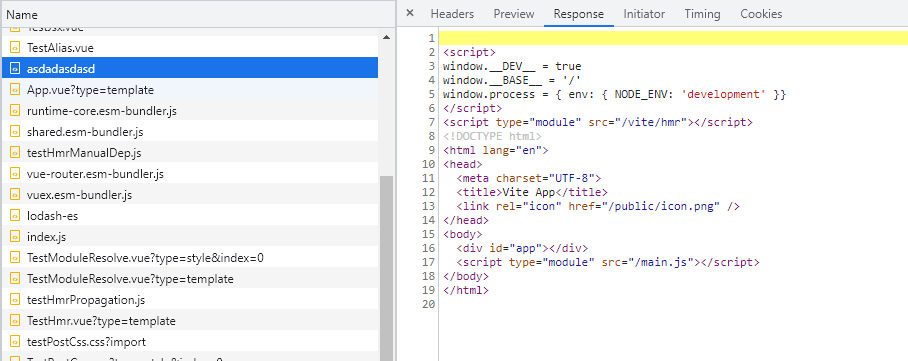 Name
TestJsx.vue
TestAlias.vue
asdadasdasd
App.vue?type=template
runtime-core.esm-bundler.js
shared.esm-bundler.js
testHmrManualDep.js
vue-router.esm-bundler.js
vuex.esm-bundler.js
lodash-es
index.js
TestModuleResolve.vue?type=style&index=0
TestModuleResolve.vue?type=template
testHmrPropagation.js
TestHmr.vue?type=template
testPostCss.css?import
× Headers Preview Response Initiator Timing Cookies
1
2 <script>
3 window.__DEV__ = true
4 window.__BASE__ = '/'
5 window.process = { env: { NODE_ENV: 'development' }}
6 </script>
7 <script type="module" src="/vite/hmr"></script>
8 <!DOCTYPE html>
9 <html lang="en">
10 <head>
11 <meta charset="UTF-8">
12 <title>Vite App</title>
13 <link rel="icon" href="/public/icon.png" />
14 </head>
15 <body>
16 <div id="app"></div>
17 <script type="module" src="/main.js"></script>
18 </body>
19 </html>
20